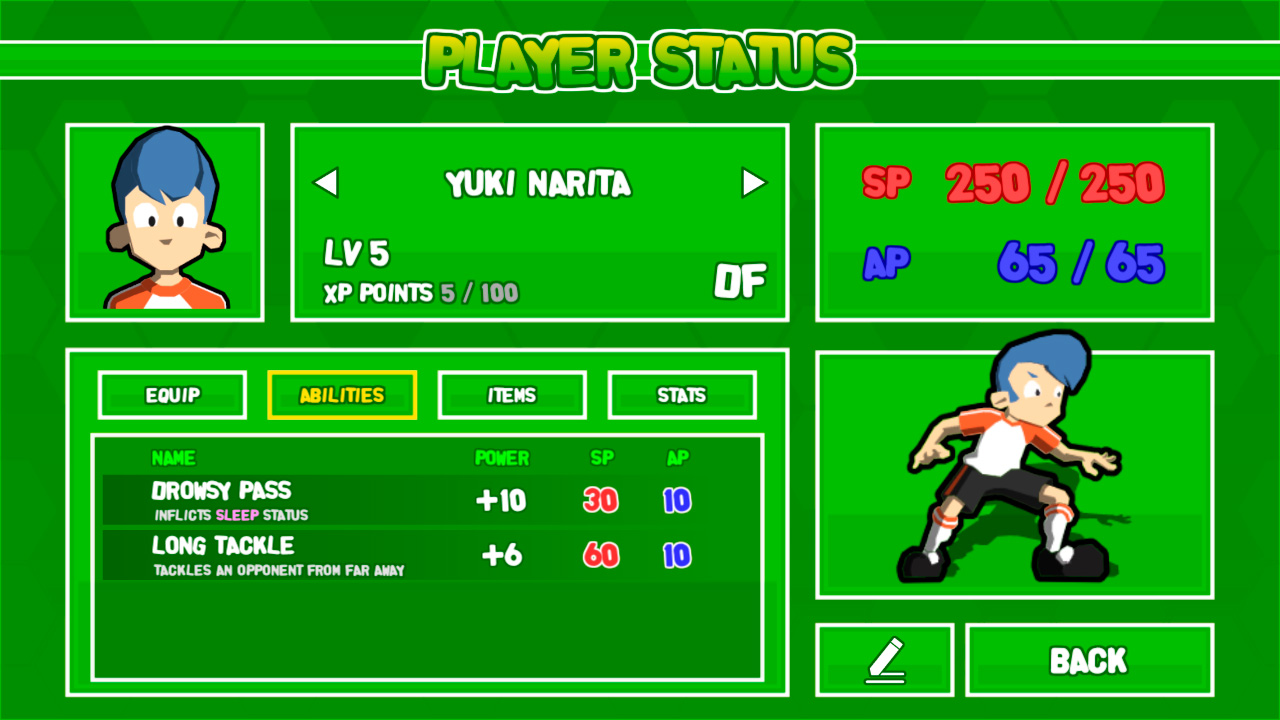 PLAYER STATUS
YUKI NARITA
LV 5
XP POINTS 5 / 100
DF
SP 250 / 250
AP 65 / 65
EQUIP
ABILITIES
ITEMS
STATS
NAME POWER SP AP
DROWSY PASS +10 30 10
INFLICTS SLEEP STATUS
LONG TACKLE +6 60 10
TACKLES AN OPPONENT FROM FAR AWAY
BACK